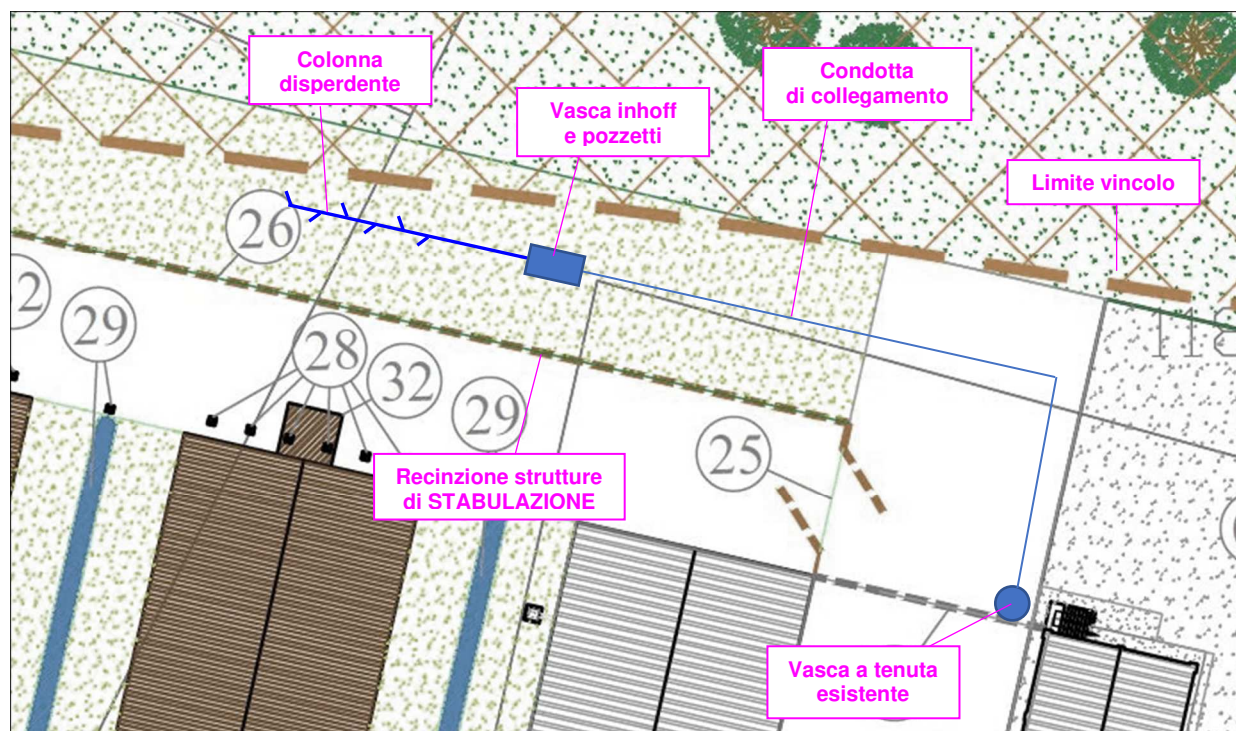 Colonna
disperdente
Vasca inhoff
e pozzetti
Condotta
di collegamento
Limite vincolo
26
2
29
28
32
29
25
Recinzione strutture
di STABULAZIONE
Vasca a tenuta
esistente